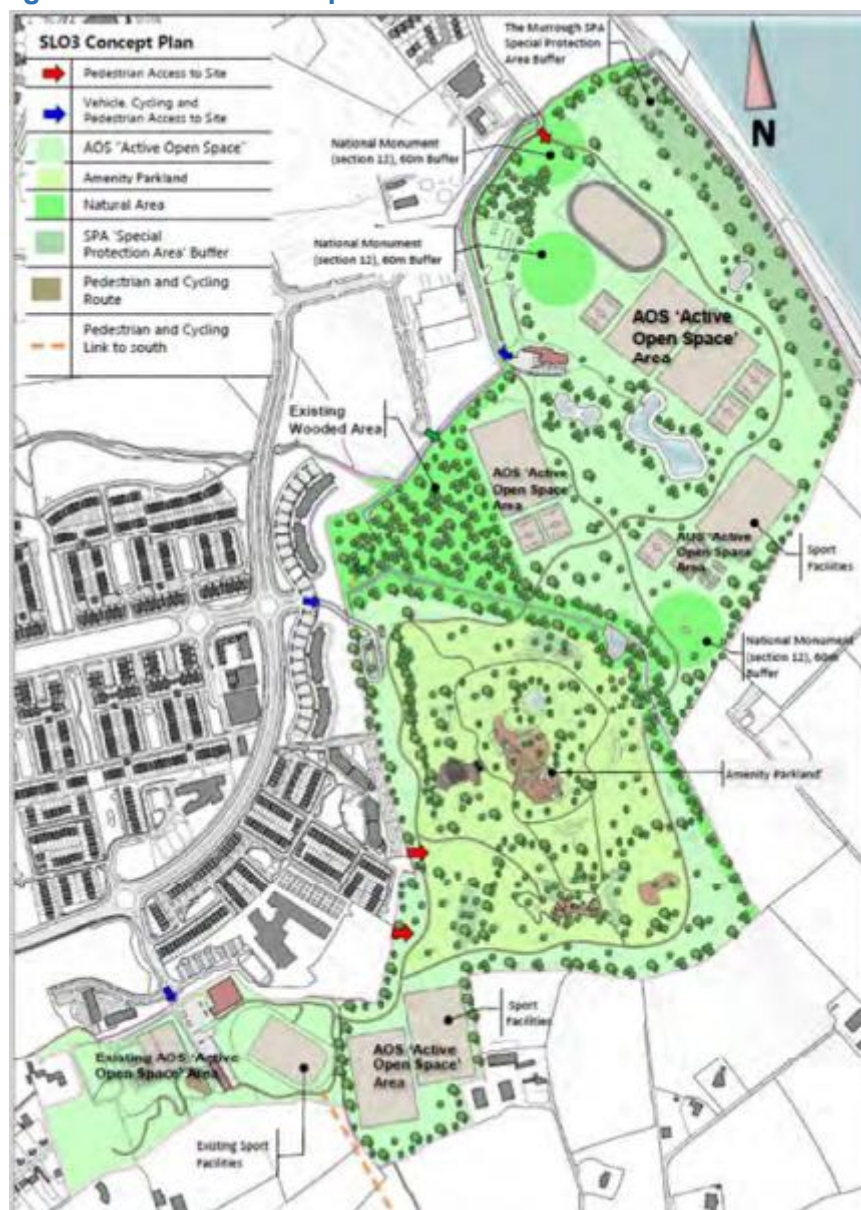 SLO3 Concept Plan
Pedestrian Access to Site
Vehicle, Cycling and
Pedestrian Access to Site
AOS "Active Open Space"
Amenity Parkland
Natural Area
SPA 'Special
Protection Area' Buffer
Pedestrian and Cycling
Route
Pedestrian and Cycling
Link to south
The Murrough SPA
Special Protection
Area Buffer
N
National Monument
(section 12), 60m Buffer
National Monument
(section 12), 60m Buffer
AOS 'Active
Open Space'
Area
Existing
Wooded Area
AOS 'Active
Open Space'
Area
AOS 'Active
Open Space'
Area
Sport
Facilities
National Monument
(section 12), 60m
Buffer
Amenity Parkland'
Sport
Facilities
AOS 'Active
Open Space'
Area
Existing AOS 'Active
Open Space' Area
Existing Sport
Facilities